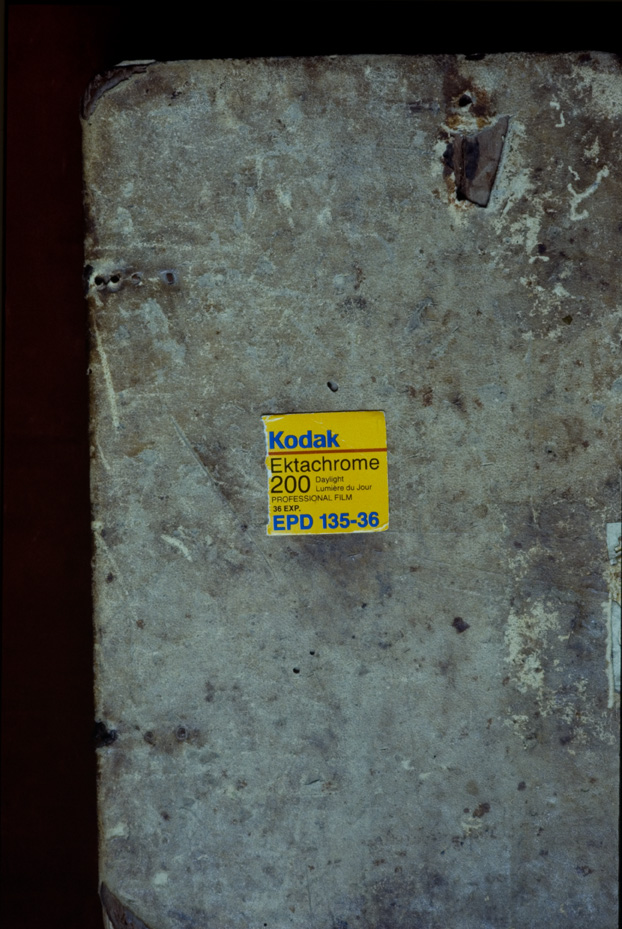 Kodak
Ektachrome
200 Daylight
Lumière du Jour
PROFESSIONAL FILM
36 EXP.
EPD 135-36